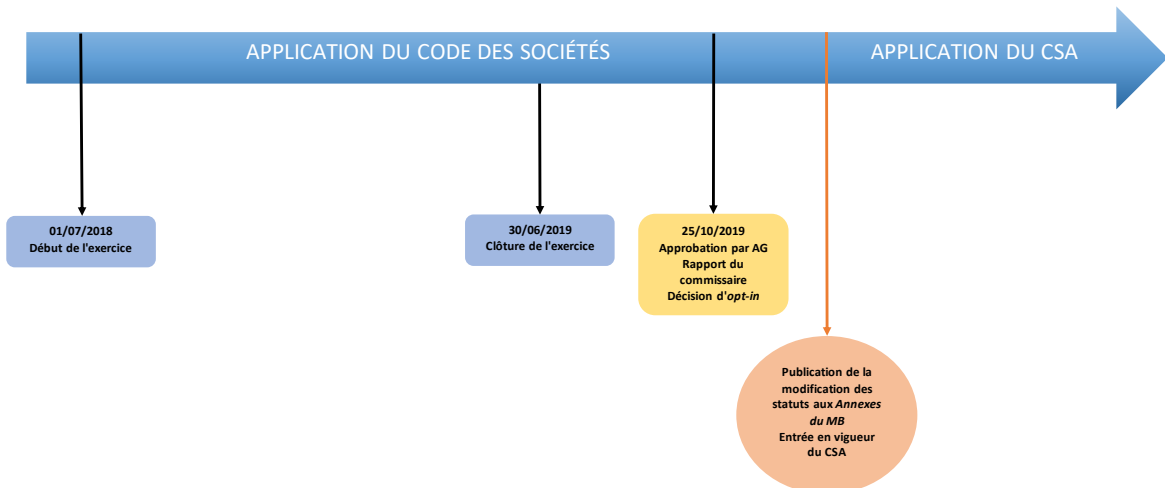 APPLICATION DU CODE DES SOCIÉTÉS
APPLICATION DU CSA
01/07/2018
Début de l'exercice
30/06/2019
Clôture de l'exercice
25/10/2019
Approbation par AG
Rapport du
commissaire
Décision d'opt-in
Publication de la
modification des
statuts aux Annexes
du MB
Entrée en vigueur
du CSA